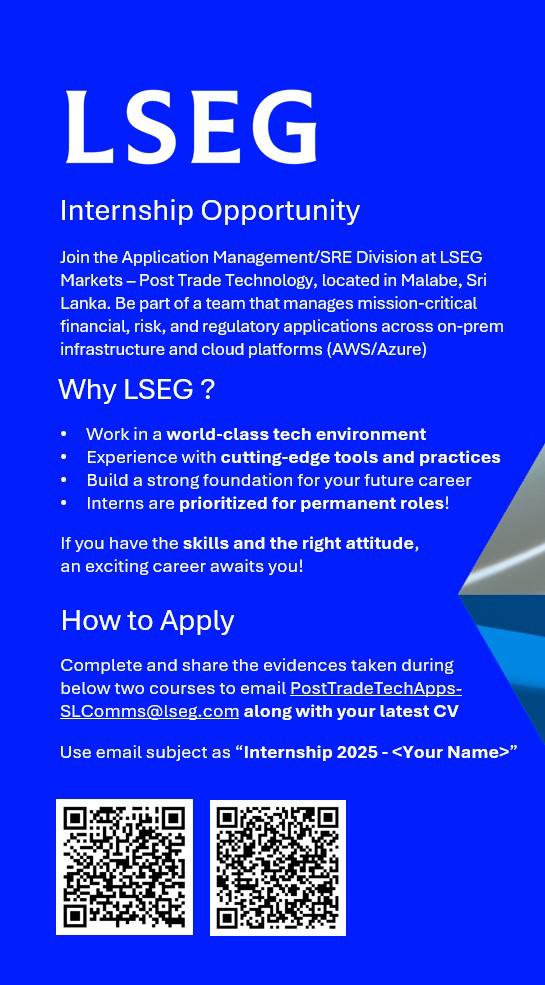 LSEG
Internship Opportunity
Join the Application Management/SRE Division at LSEG
Markets – Post Trade Technology, located in Malabe, Sri
Lanka. Be part of a team that manages mission-critical
financial, risk, and regulatory applications across on-prem
infrastructure and cloud platforms (AWS/Azure)
Why LSEG ?
• Work in a world-class tech environment
• Experience with cutting-edge tools and practices
• Build a strong foundation for your future career
• Interns are prioritized for permanent roles!
If you have the skills and the right attitude,
an exciting career awaits you!
How to Apply
Complete and share the evidences taken during
below two courses to email PostTradeTechApps-
SLComms@lseg.com along with your latest CV
Use email subject as “Internship 2025 - <Your Name>”